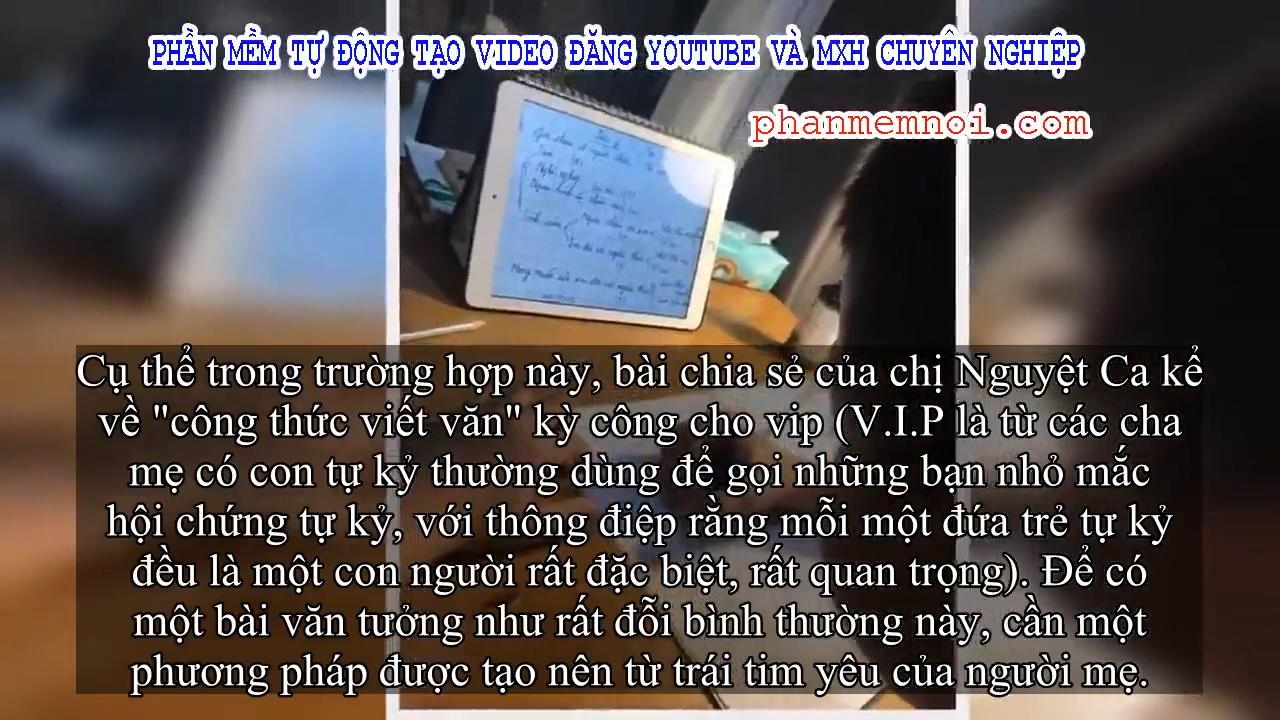 PHẦN MỀM TỰ ĐỘNG TẠO VIDEO ĐĂNG YOUTUBE VÀ MXH CHUYÊN NGHIỆP
phanmemnoi.com
Cụ thể trong trường hợp này, bài chia sẻ của chị Nguyệt Ca kể
về "công thức viết văn" kỳ công cho vip (V.I.P là từ các cha
mẹ có con tự kỷ thường dùng để gọi những bạn nhỏ mắc
hội chứng tự kỷ, với thông điệp rằng mỗi một đứa trẻ tự kỷ
đều là một con người rất đặc biệt, rất quan trọng). Để có
một bài văn tưởng như rất đỗi bình thường này, cần một
phương pháp được tạo nên từ trái tim yêu của người mẹ.